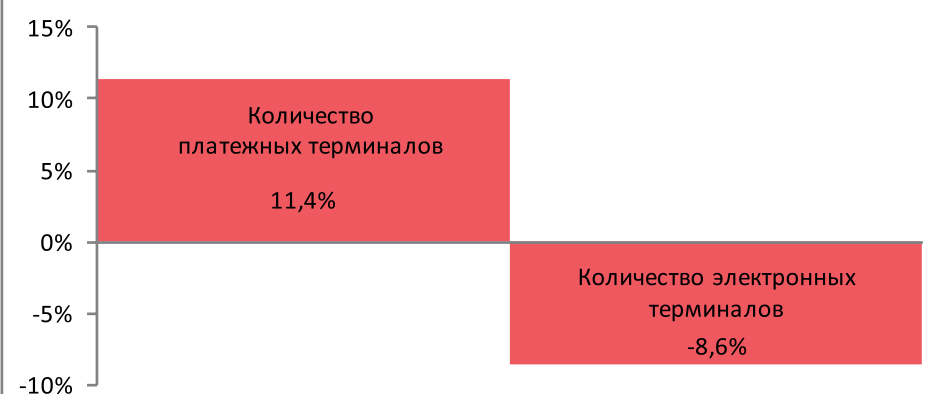 15%
10%
5%
0%
-5%
-10%
Количество
платежных терминалов
11,4%
Количество электронных
терминалов
-8,6%